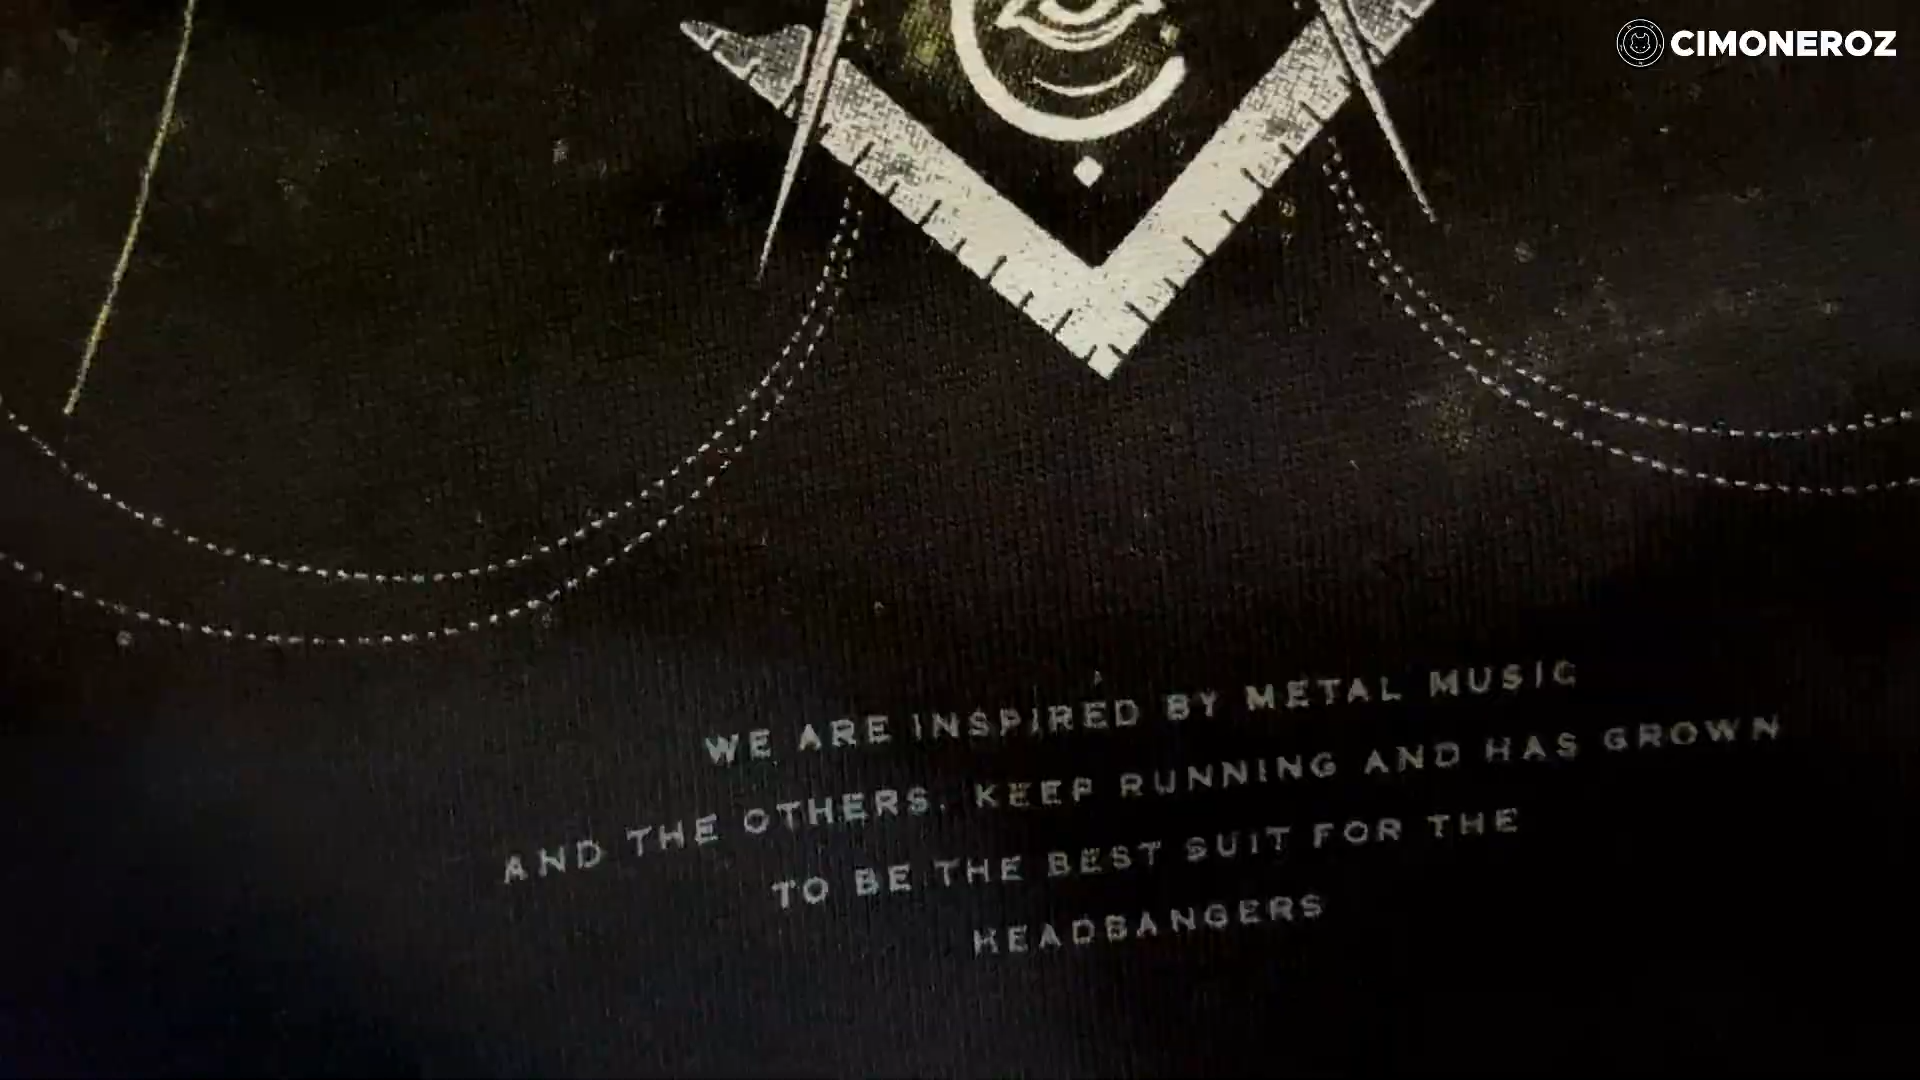 CIMONEROZ
WE ARE INSPIRED BY METAL MUSIC
AND THE OTHERS. KEEP RUNNING AND HAS GROWN
TO BE THE BEST SUIT FOR THE
HEADBANGERS